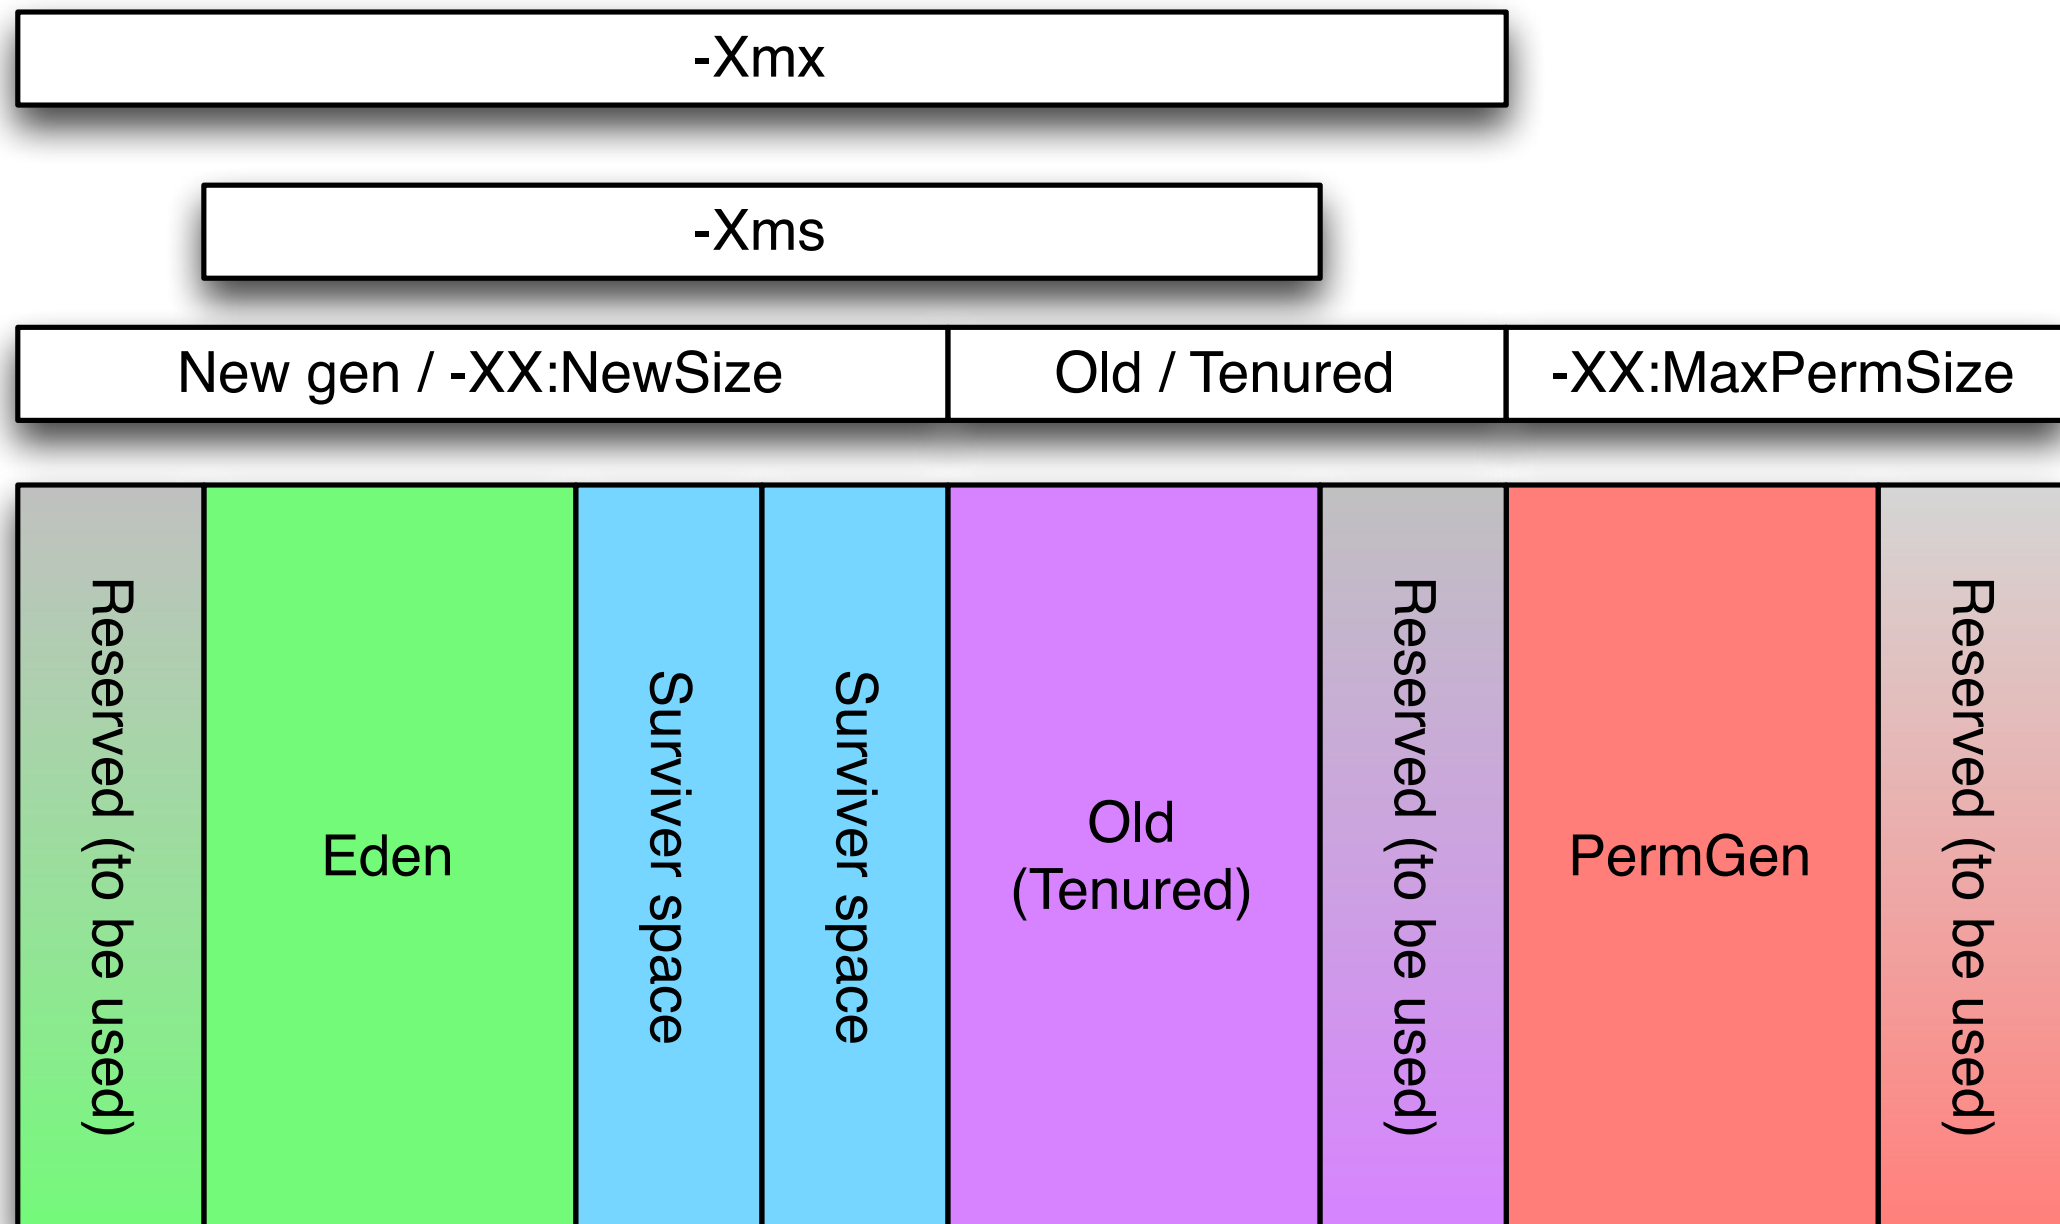 -Xmx
-Xms
New gen / -XX:NewSize
Old / Tenured
-XX:MaxPermSize
Reserved (to be used)
Eden
Surviver space
Surviver space
Old
(Tenured)
Reserved (to be used)
PermGen
Reserved (to be used)